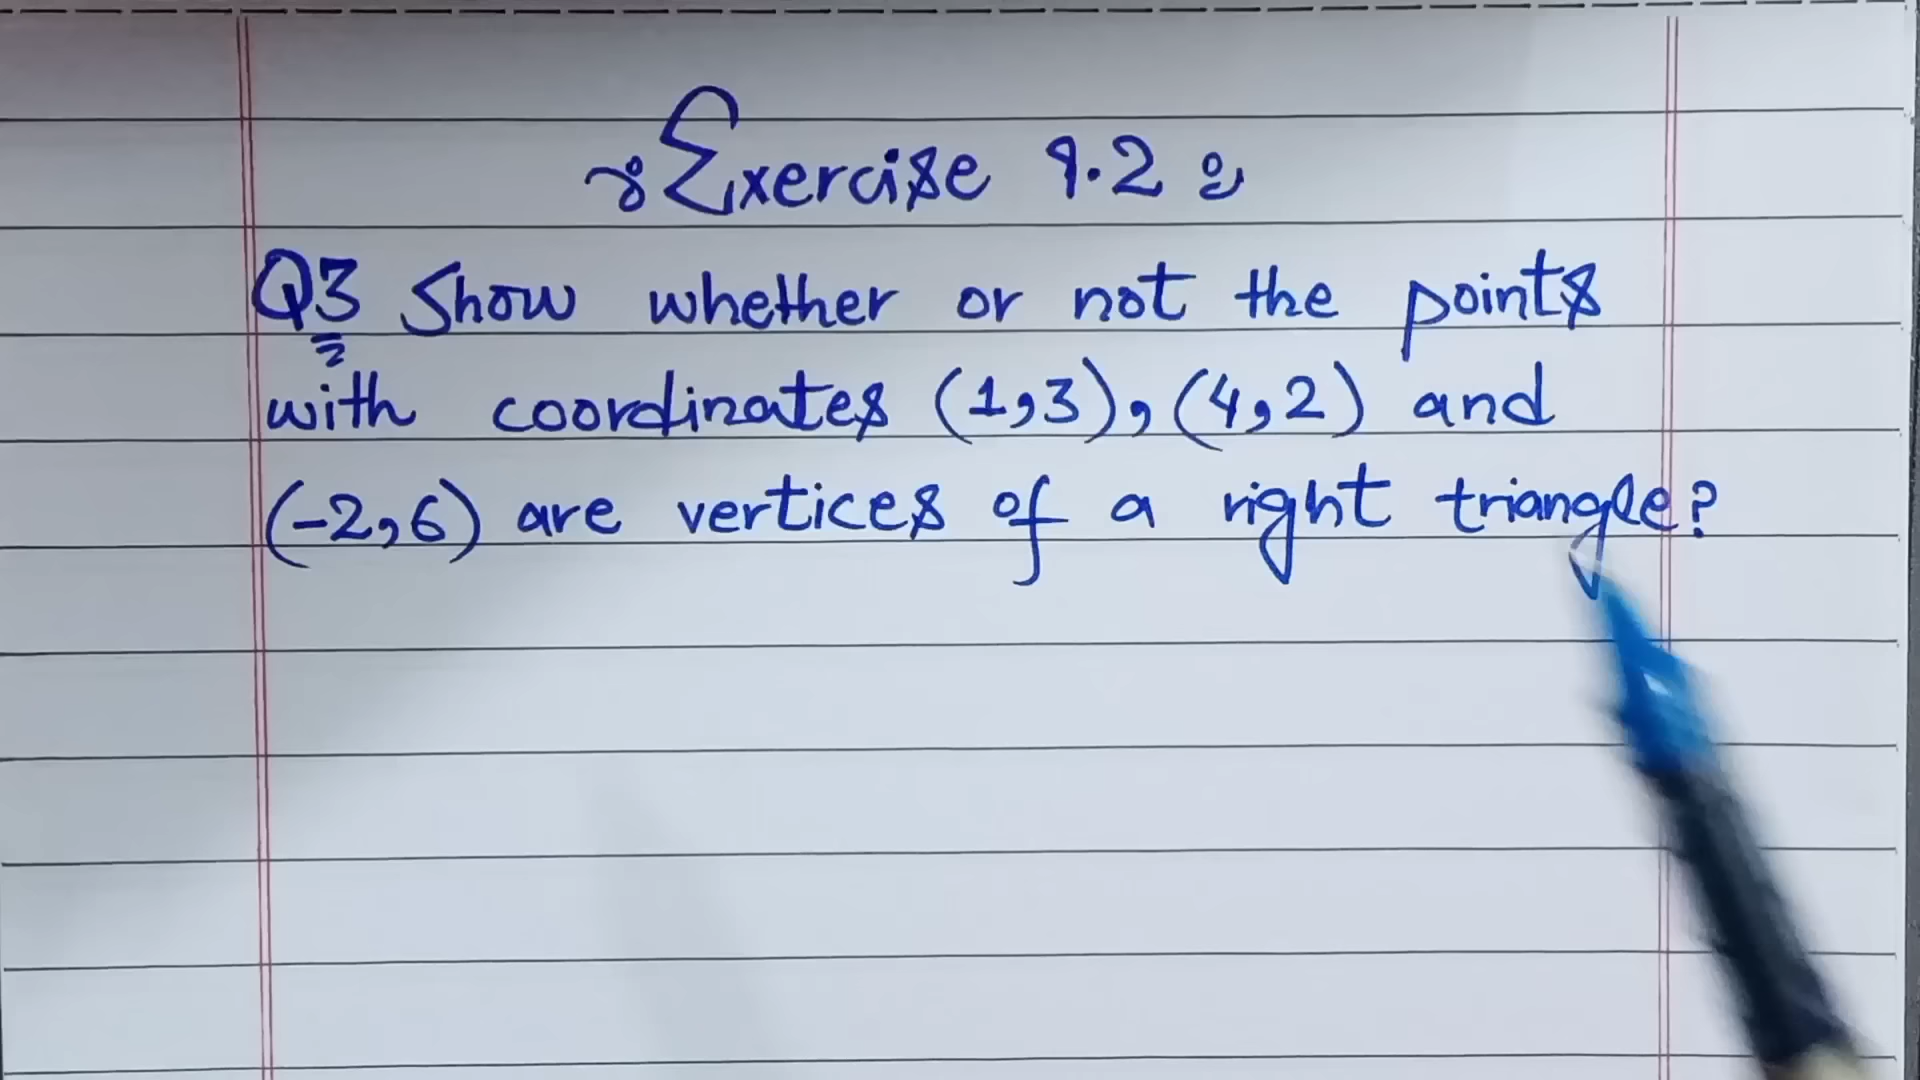 Exercise 9.2
Q3 Show whether or not the points
with coordinates (1,3), (4,2) and
(-2,6) are vertices of a right triangle?